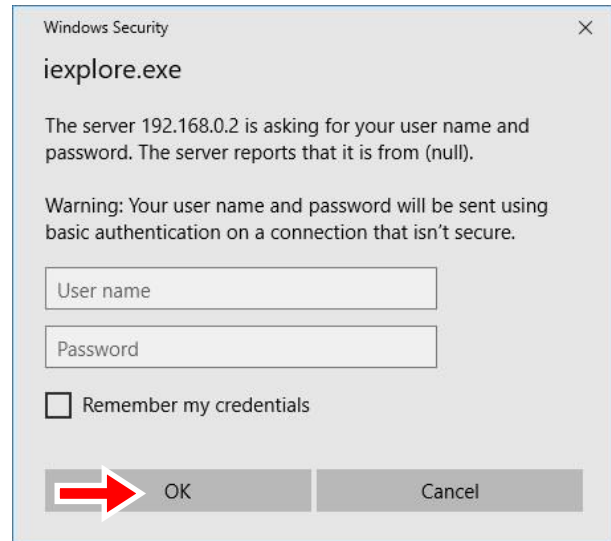 Windows Security
iexplore.exe
The server 192.168.0.2 is asking for your user name and
password. The server reports that it is from (null).
Warning: Your user name and password will be sent using
basic authentication on a connection that isn’t secure.
User name
Password
Remember my credentials
OK Cancel